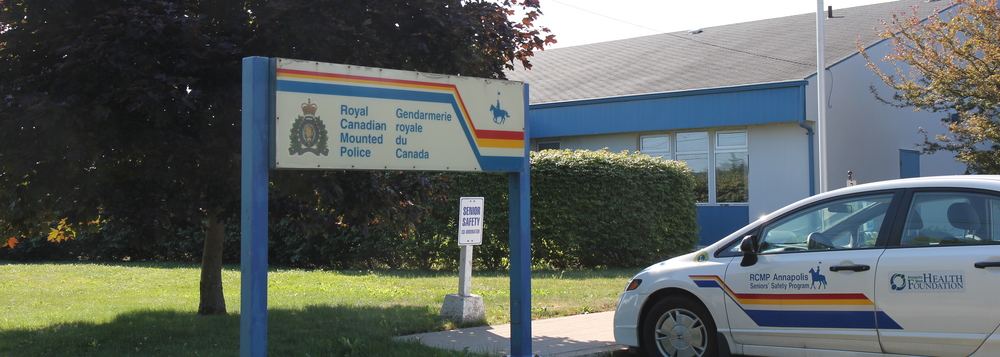 Royal
Canadian
Mounted
Police
Gendarmerie
royale
du
Canada
SENIOR
SAFETY
RCMP Annapolis
Seniors' Safety Program
HEALTH
FOUNDATION